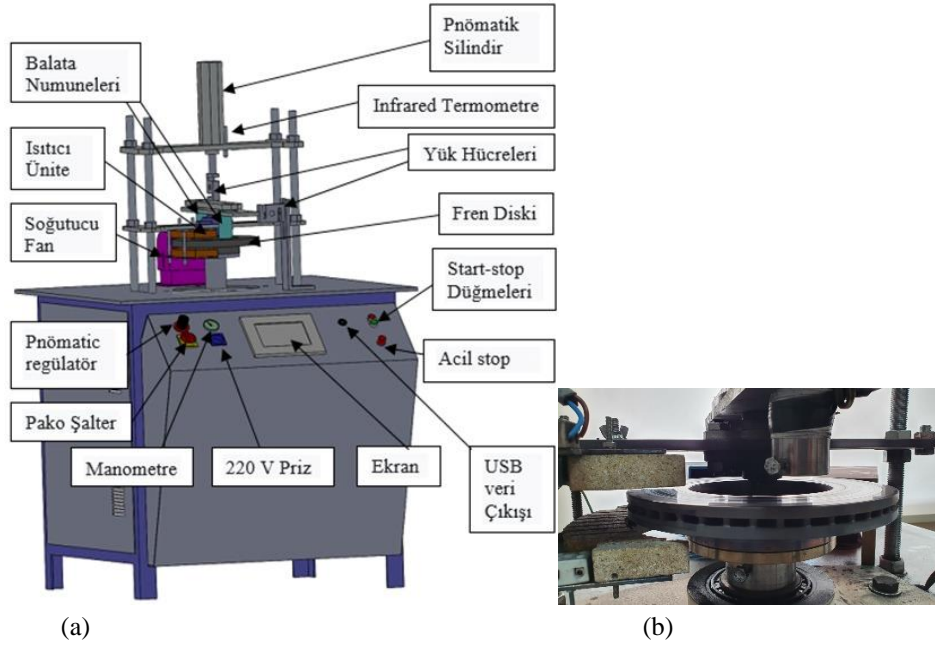 Pnömatik
Silindir
Balata
Numuneleri
Infrared Termometre
Isıtıcı
Ünite
Yük Hücreleri
Soğutucu
Fan
Fren Diski
Start-stop
Düğmeleri
Pnömatic
regülatör
Acil stop
Pako Şalter
Manometre
220 V Priz
Ekran
USB
veri
Çıkışı
(a)
(b)